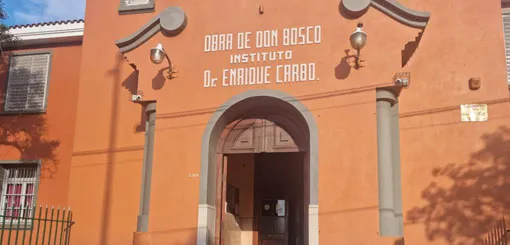 OBRA DE DON BOSCO
INSTITUTO
Dr. ENRIQUE CARBO.